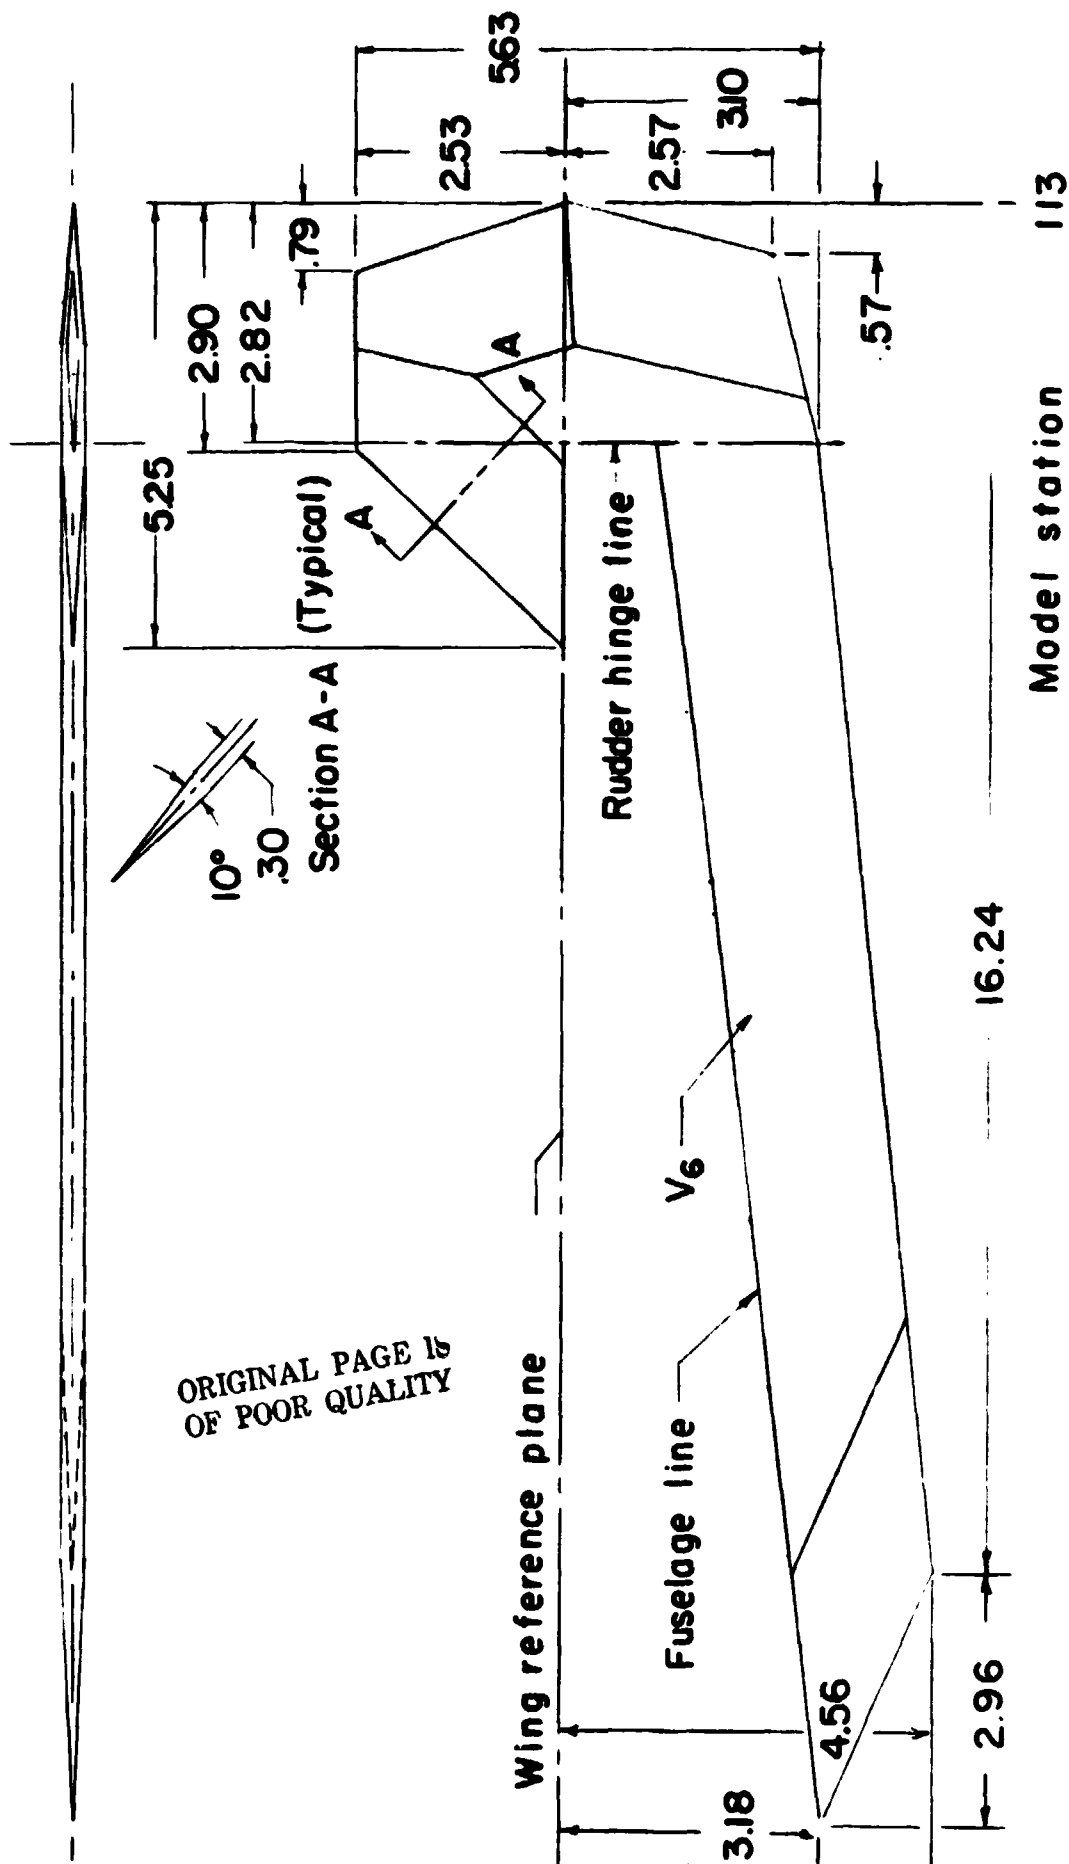 5.63
2.53
3.10
2.57
.79
2.90
2.82
5.25
.57
113
A
A
10°
.30
Section A-A (Typical)
Rudder hinge line
Model station
16.24
V6
ORIGINAL PAGE IS
OF POOR QUALITY
Wing reference plane
Fuselage line
4.56
2.96
3.18